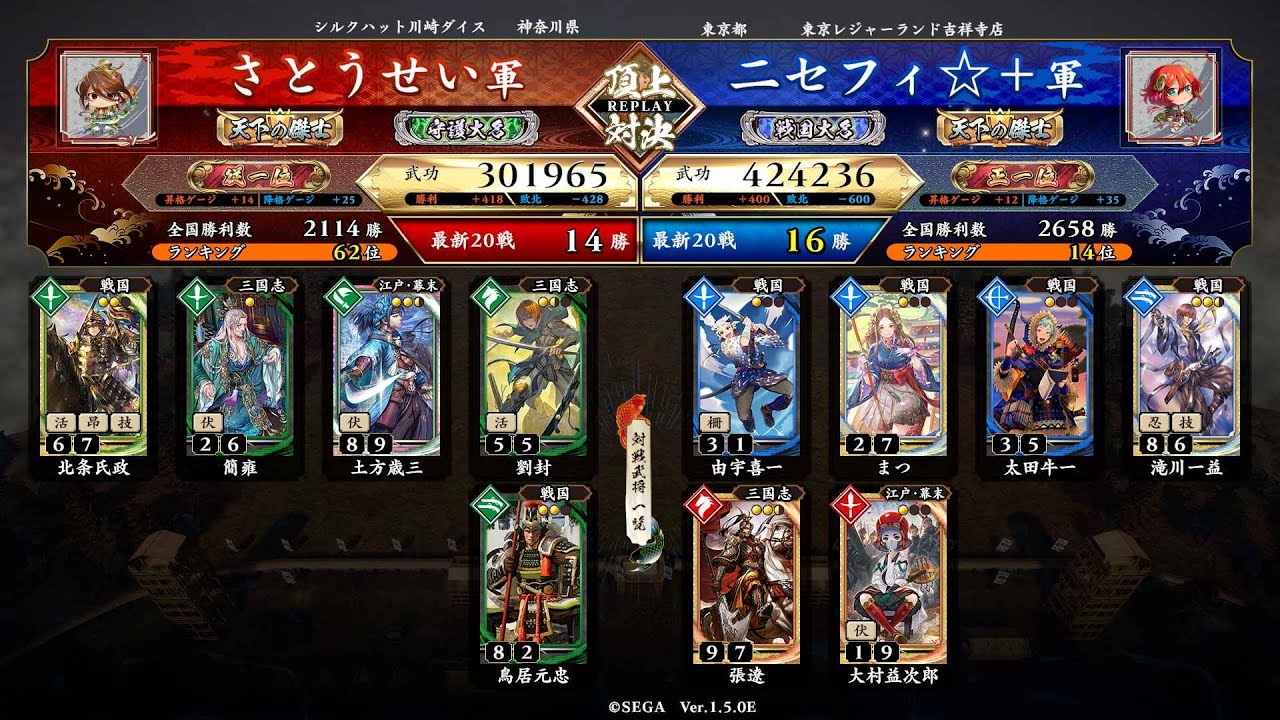 シルクハット川崎ダイス 神奈川県 東京都 東京レジャーランド吉祥寺店
さとうせい軍 頂上 ニセフィ☆＋軍
REPLAY
対決
天下の傑士 守護大名 戦国大名 天下の傑士
従一位 武功 301965 武功 424236 正一位
昇格ゲージ +14 降格ゲージ +25 勝利 +418 敗北 -428 勝利 +400 敗北 -600 昇格ゲージ +12 降格ゲージ +35
全国勝利数 2114 勝 最新20戦 14 勝 最新20戦 16 勝 全国勝利数 2658 勝
ランキング 62位 ランキング 14位
戦国 三国志 江戸・幕末 三国志 戦国 戦国 戦国 戦国
活 昂 技 伏 伏 活 柵 忍 技
6 7 2 6 8 9 5 5 3 1 2 7 3 5 8 6
北条氏政 簡雍 土方歳三 劉封 由宇喜一 まつ 太田牛一 滝川一益
対戦武将一覧
戦国 三国志 江戸・幕末
伏
8 2 9 7 1 9
鳥居元忠 張遼 大村益次郎
©SEGA Ver.1.5.0E